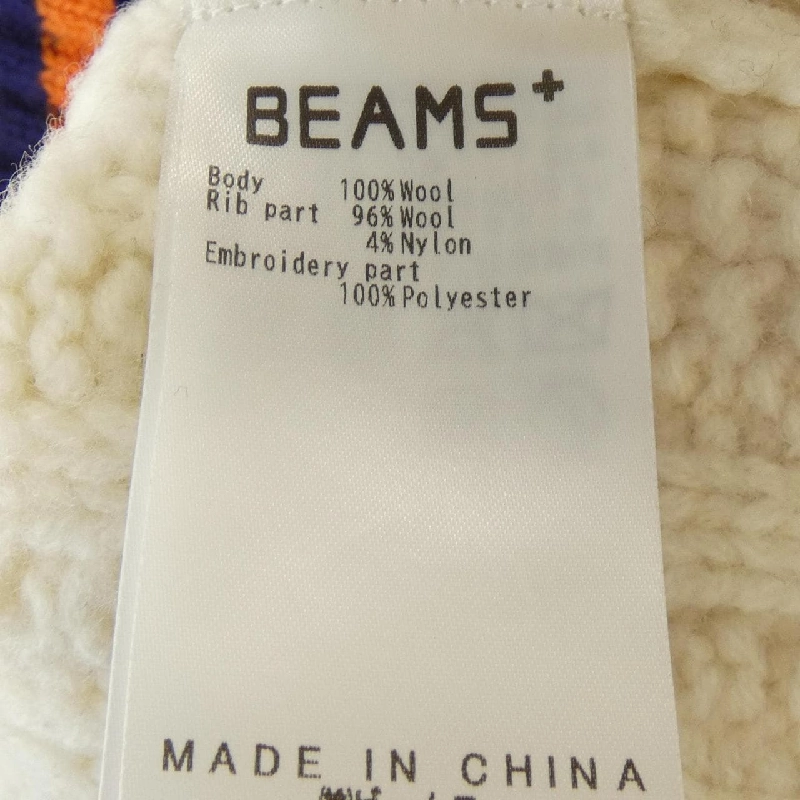 BEAMS+
Body 100%Wool
Rib part 96%Wool
4%Nylon
Embroidery part
100%Polyester
MADE IN CHINA